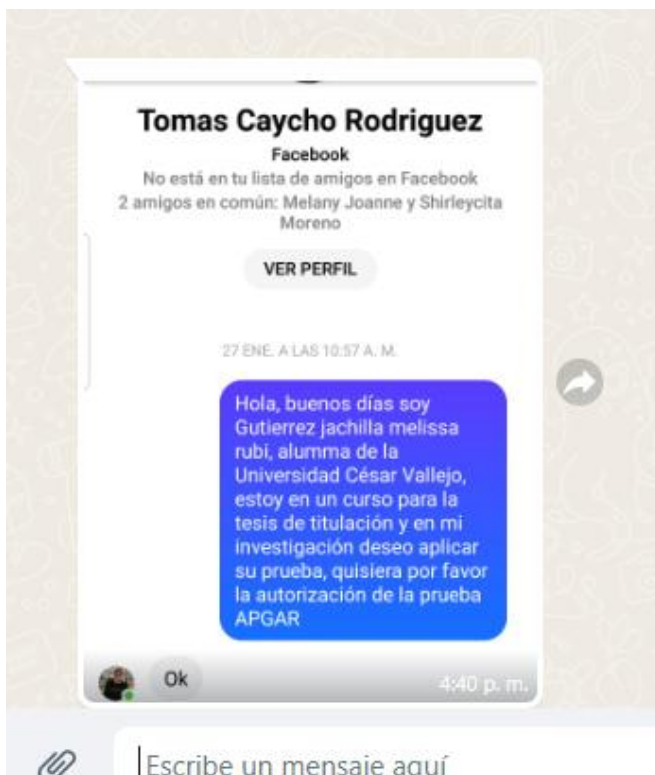 Tomas Caycho Rodriguez
Facebook
No está en tu lista de amigos en Facebook
2 amigos en común: Melany Joanne y Shirleycita
Moreno
VER PERFIL
27 ENE. A LAS 10:57 A. M.
Hola, buenos días soy
Gutierrez jachilla melissa
rubi, alumma de la
Universidad César Vallejo,
estoy en un curso para la
tesis de titulación y en mi
investigación deseo aplicar
su prueba, quisiera por favor
la autorización de la prueba
APGAR
Ok
4:40 p. m.
Escribe un mensaje aquí